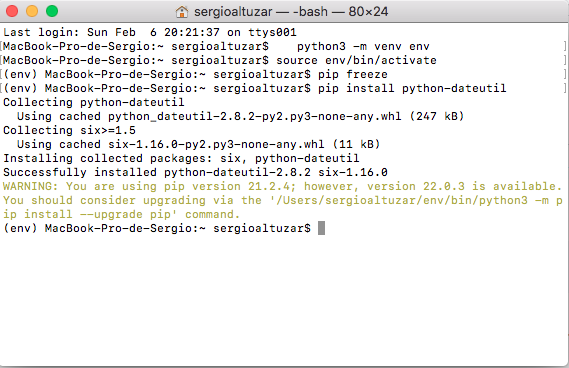 sergioaltuzar — -bash — 80×24
Last login: Sun Feb  6 20:21:37 on ttys001
[MacBook-Pro-de-Sergio:~ sergioaltuzar$    python3 -m venv env ]
[MacBook-Pro-de-Sergio:~ sergioaltuzar$ source env/bin/activate ]
[(env) MacBook-Pro-de-Sergio:~ sergioaltuzar$ pip freeze ]
[(env) MacBook-Pro-de-Sergio:~ sergioaltuzar$ pip install python-dateutil ]
Collecting python-dateutil
  Using cached python_dateutil-2.8.2-py2.py3-none-any.whl (247 kB)
Collecting six>=1.5
  Using cached six-1.16.0-py2.py3-none-any.whl (11 kB)
Installing collected packages: six, python-dateutil
Successfully installed python-dateutil-2.8.2 six-1.16.0
WARNING: You are using pip version 21.2.4; however, version 22.0.3 is available.
You should consider upgrading via the '/Users/sergioaltuzar/env/bin/python3 -m p
ip install --upgrade pip' command.
(env) MacBook-Pro-de-Sergio:~ sergioaltuzar$